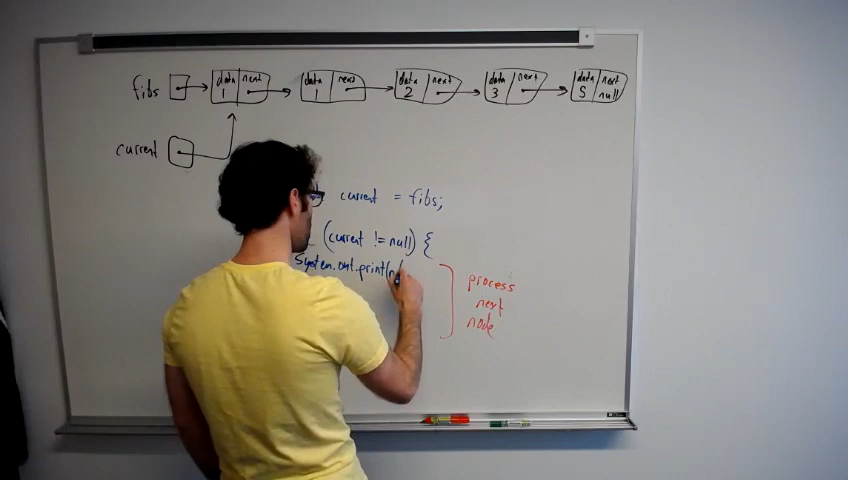 fibs data next data next data next data next data next
1 1 2 3 5 null
current
current = fibs;
(current != null) {
System.out.print(n
process
next
node